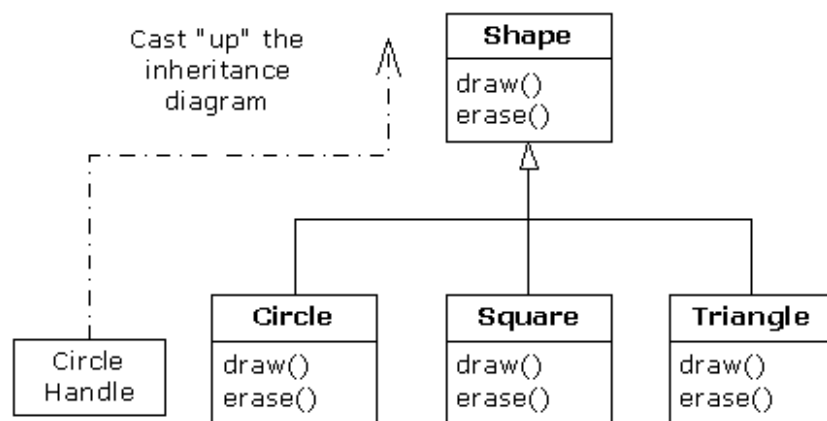 Cast "up" the
inheritance
diagram
Shape
draw()
erase()
Circle
Handle
Circle
draw()
erase()
Square
draw()
erase()
Triangle
draw()
erase()